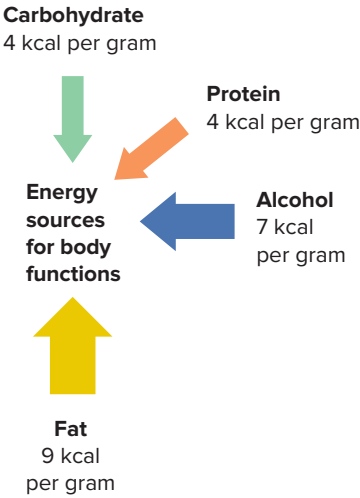 Carbohydrate
4 kcal per gram
Protein
4 kcal per gram
Energy
sources
for body
functions
Alcohol
7 kcal
per gram
Fat
9 kcal
per gram